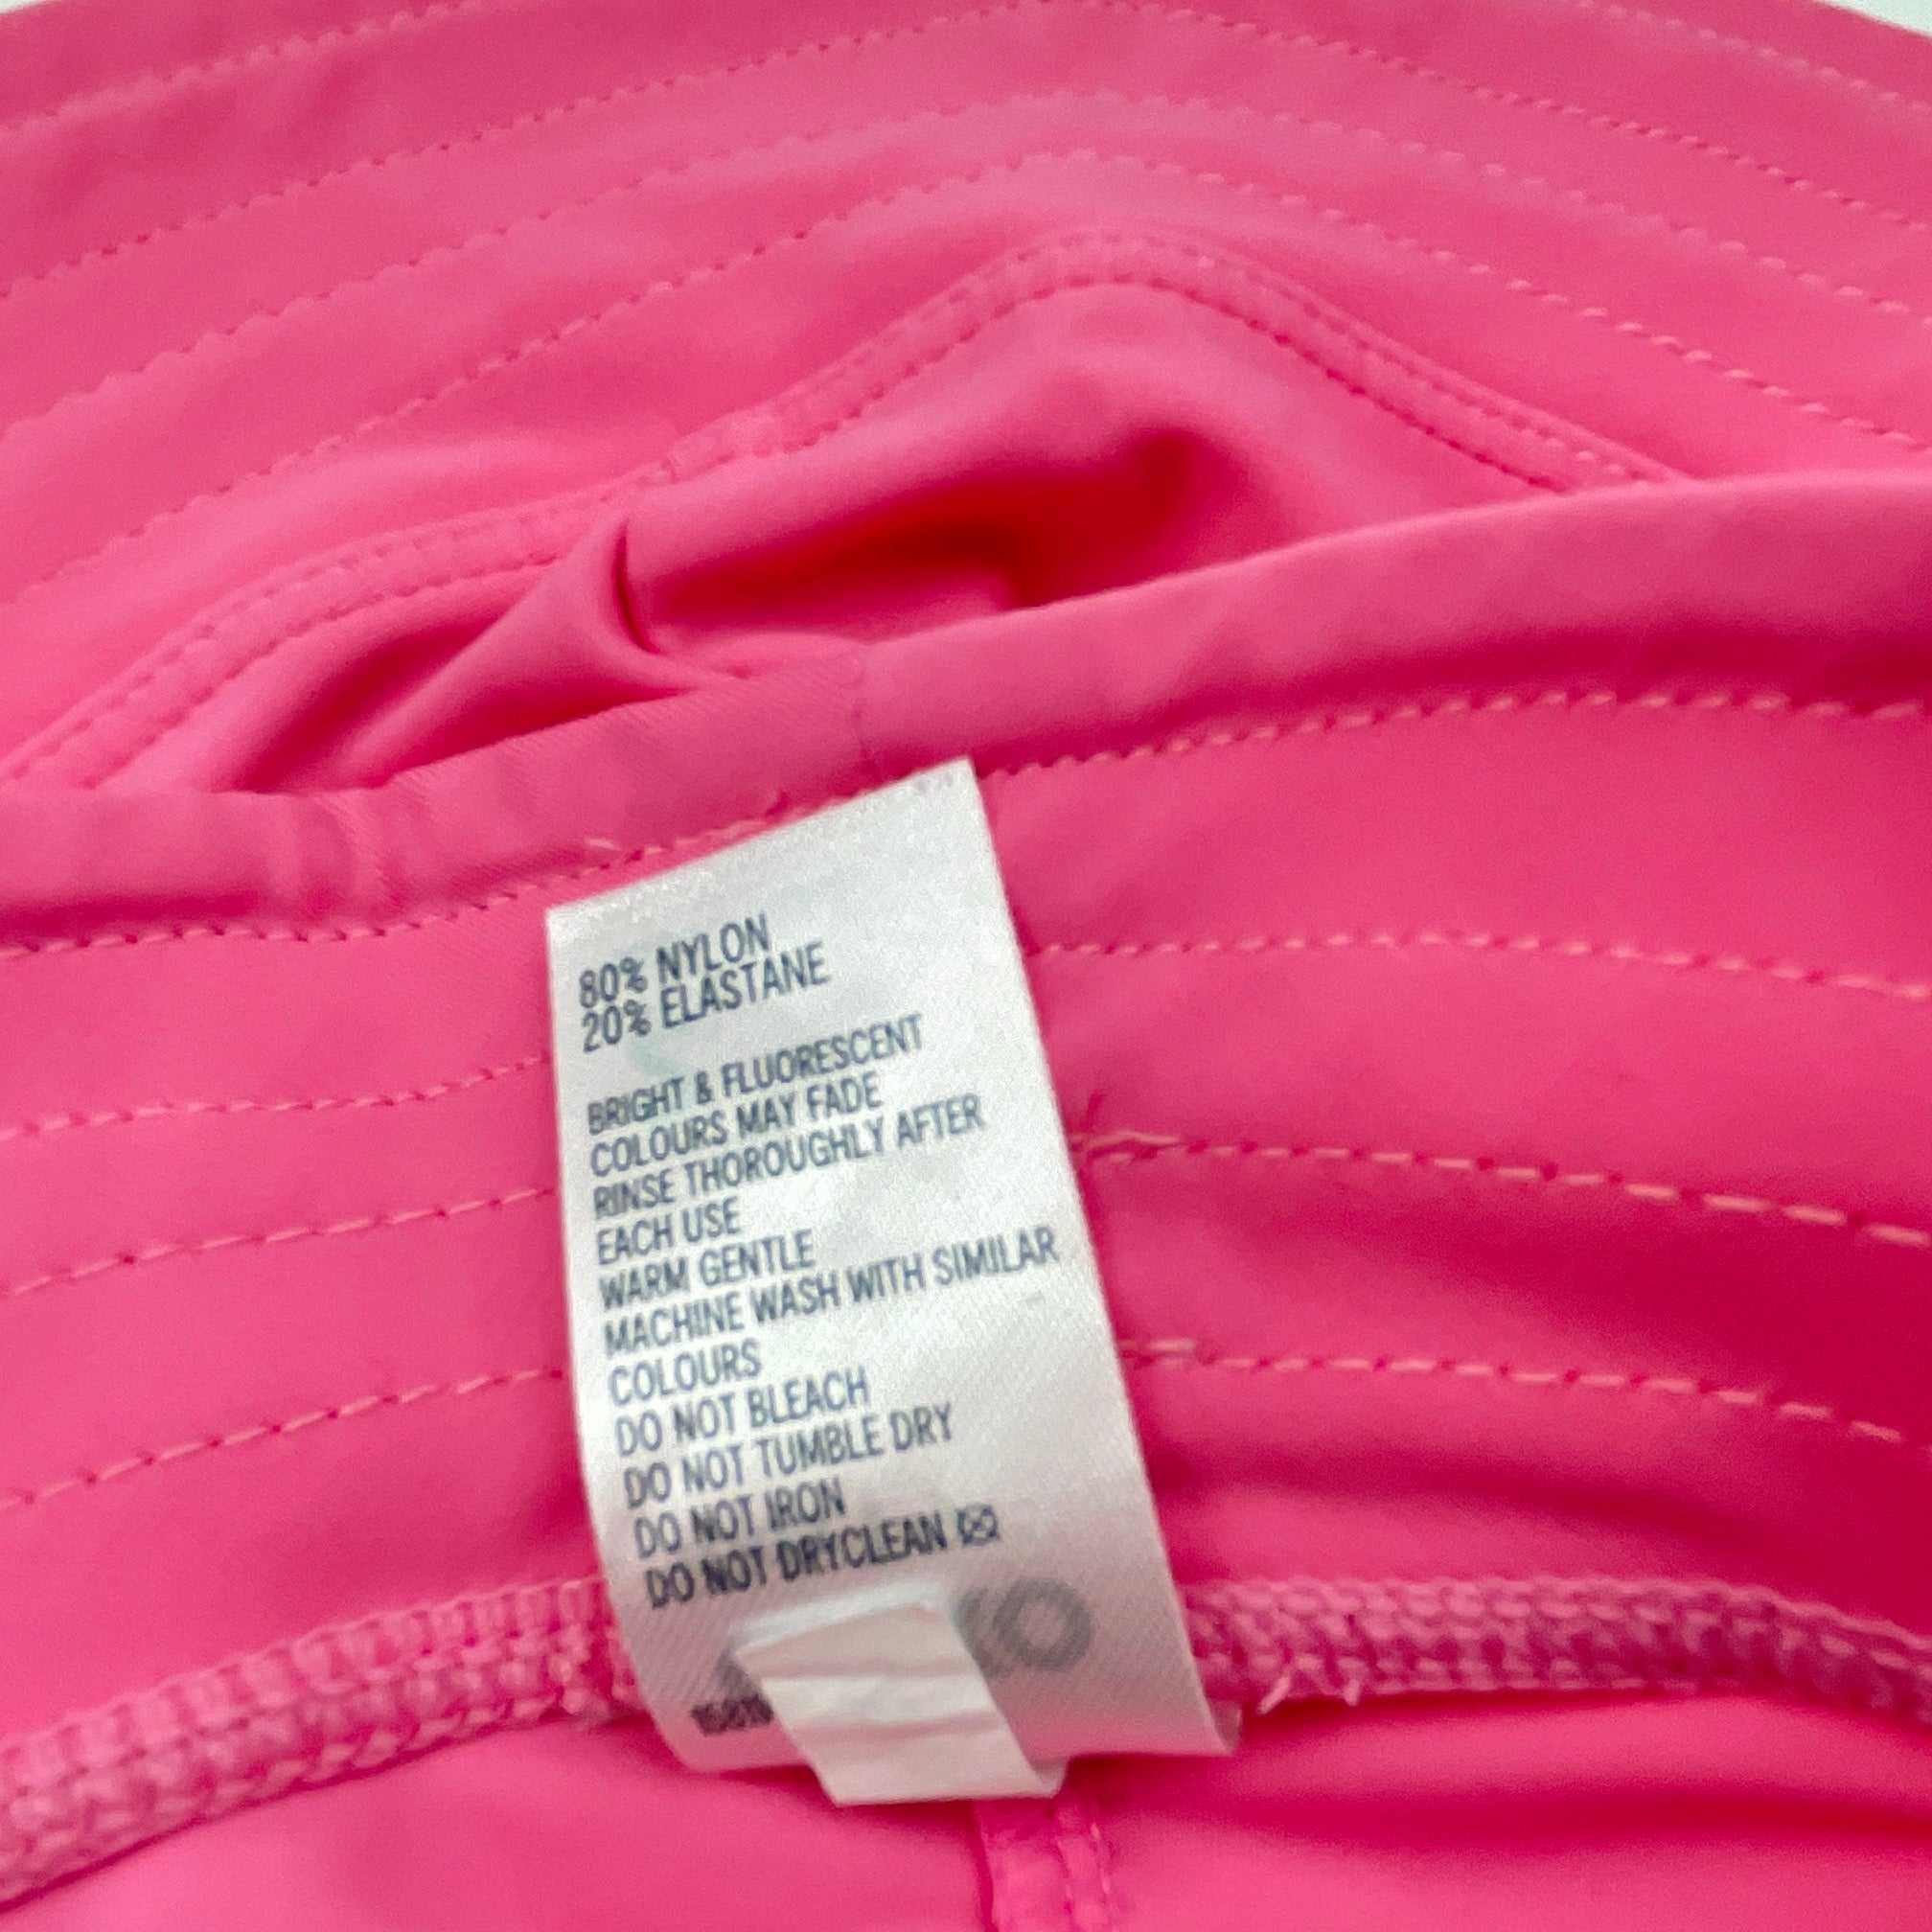 80% NYLON
20% ELASTANE
BRIGHT & FLUORESCENT
COLOURS MAY FADE
RINSE THOROUGHLY AFTER
EACH USE
WARM GENTLE
MACHINE WASH WITH SIMILAR
COLOURS
DO NOT BLEACH
DO NOT TUMBLE DRY
DO NOT IRON
DO NOT DRYCLEAN